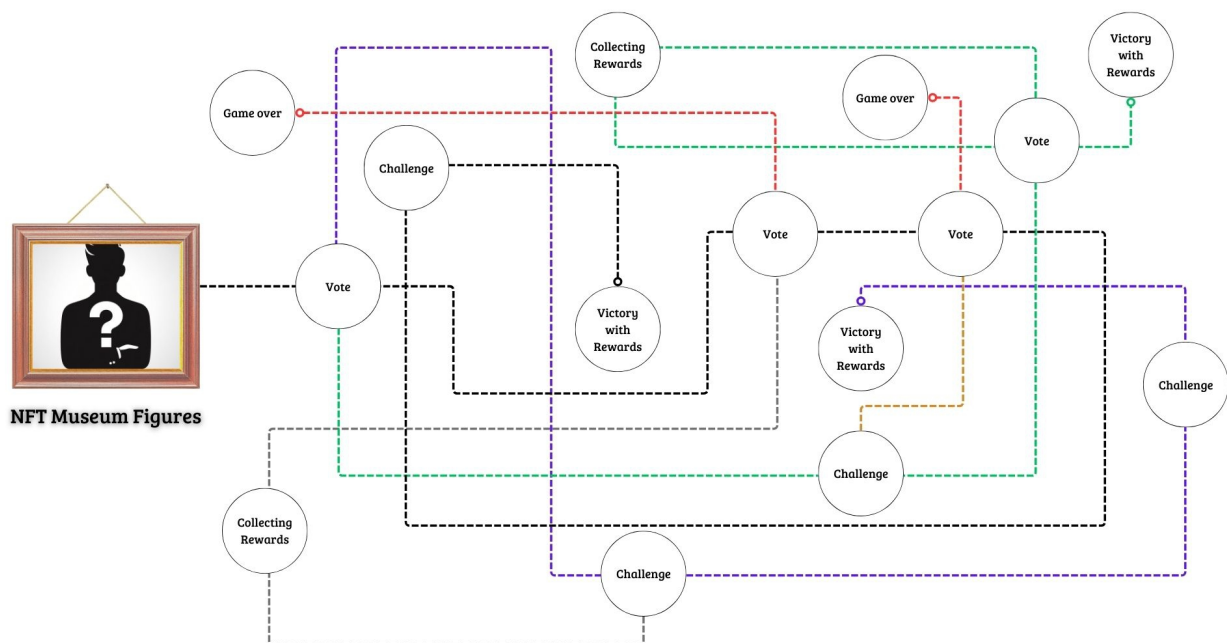 Collecting
Rewards
Victory
with
Rewards
Game over
Game over
Vote
Challenge
Vote
Vote
Vote
?
Victory
with
Rewards
Victory
with
Rewards
Challenge
NFT Museum Figures
Challenge
Collecting
Rewards
Challenge